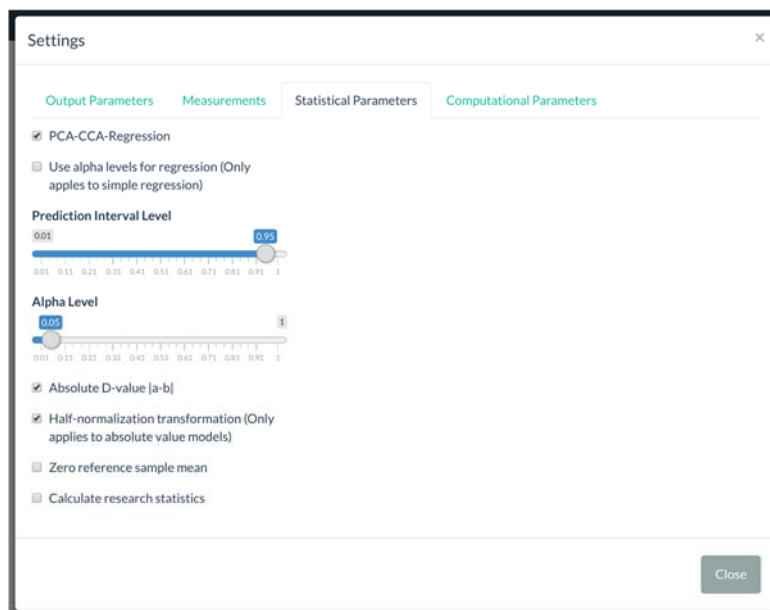 Settings
×
Output Parameters Measurements Statistical Parameters Computational Parameters
PCA-CCA-Regression
Use alpha levels for regression (Only
apples to simple regression)
Prediction Interval Level
0.01 0.95
0.01 0.11 0.21 0.31 0.41 0.51 0.61 0.71 0.81 0.91 1
Alpha Level
0.05 1
0.01 0.11 0.21 0.31 0.41 0.51 0.61 0.71 0.81 0.91 1
Absolute D-value |a-b|
Half-normalization transformation (Only
applies to absolute value models)
Zero reference sample mean
Calculate research statistics
Close